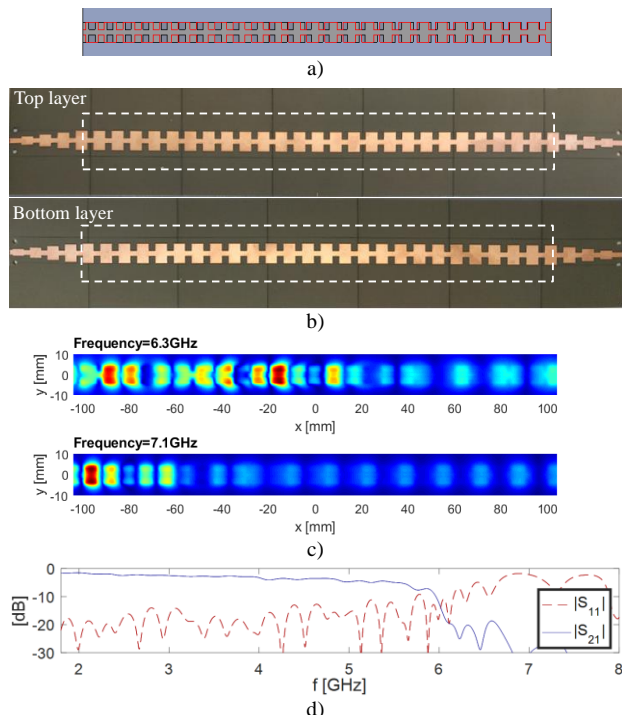 a)
Top layer
Bottom layer
b)
Frequency=6.3GHz
10
0
-10
y [mm]
-100 -80 -60 -40 -20 0 20 40 60 80 100
x [mm]
Frequency=7.1GHz
10
0
-10
y [mm]
-100 -80 -60 -40 -20 0 20 40 60 80 100
x [mm]
c)
0
-10
-20
-30
[dB]
|S11|
|S21|
2 3 4 5 6 7 8
f [GHz]
d)